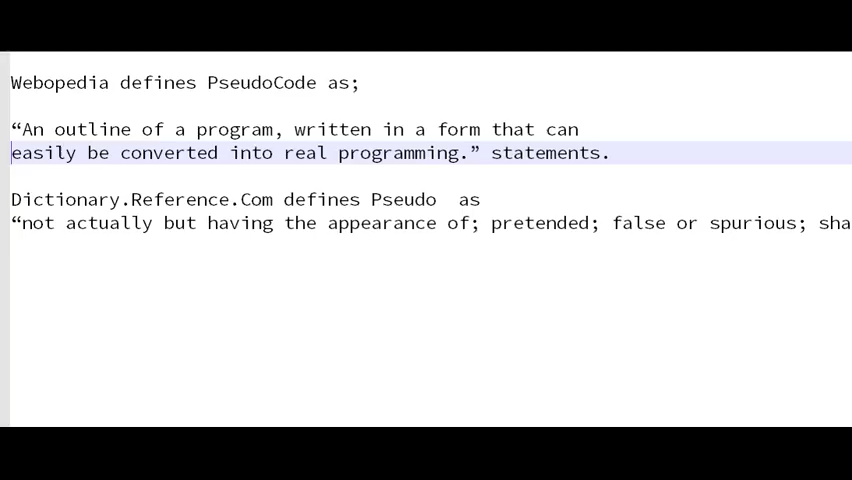 Webopedia defines PseudoCode as;
“An outline of a program, written in a form that can
easily be converted into real programming.” statements.
Dictionary.Reference.Com defines Pseudo  as
“not actually but having the appearance of; pretended; false or spurious; sha